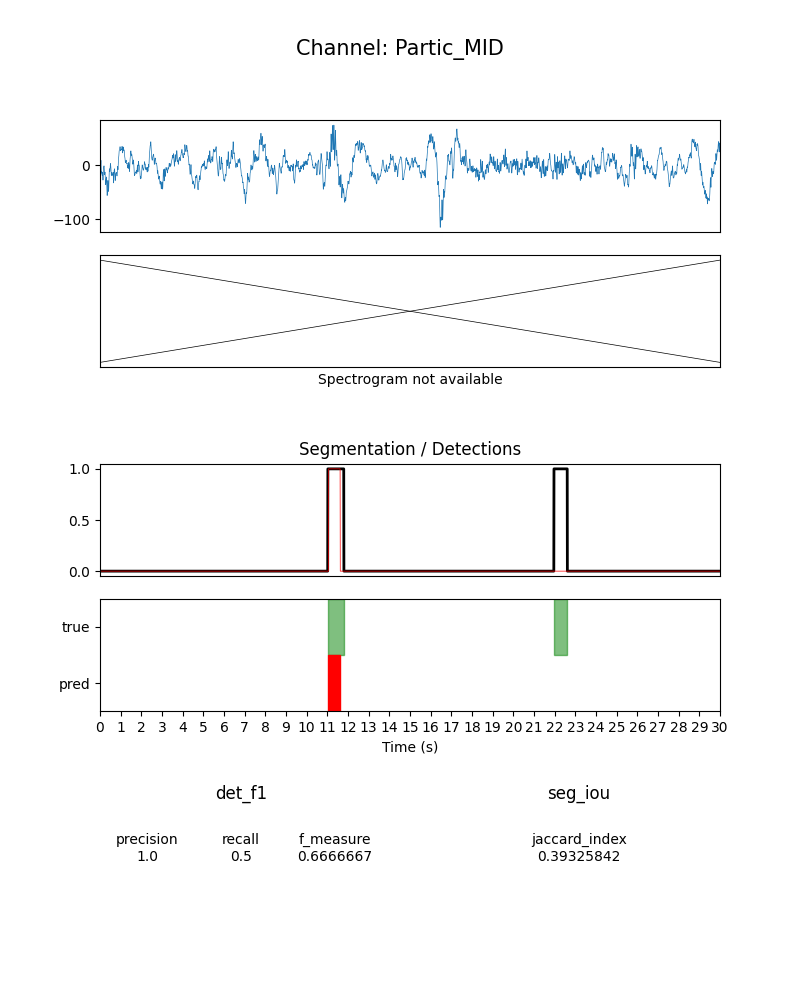 Channel: Partic_MID
0
−100
Spectrogram not available
Segmentation / Detections
1.0
0.5
0.0
true
pred
0 1 2 3 4 5 6 7 8 9 10 11 12 13 14 15 16 17 18 19 20 21 22 23 24 25 26 27 28 29 30
Time (s)
det_f1 seg_iou
precision recall f_measure jaccard_index
1.0 0.5 0.6666667 0.39325842